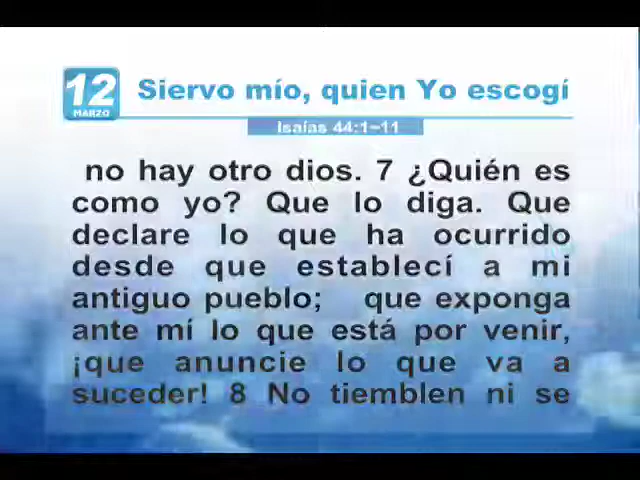 12
MARZO
Siervo mío, quien Yo escogí
Isaías 44:1-11
no hay otro dios. 7 ¿Quién es
como yo? Que lo diga. Que
declare lo que ha ocurrido
desde que establecí a mi
antiguo pueblo; que exponga
ante mí lo que está por venir,
¡que anuncie lo que va a
suceder! 8 No tiemblen ni se